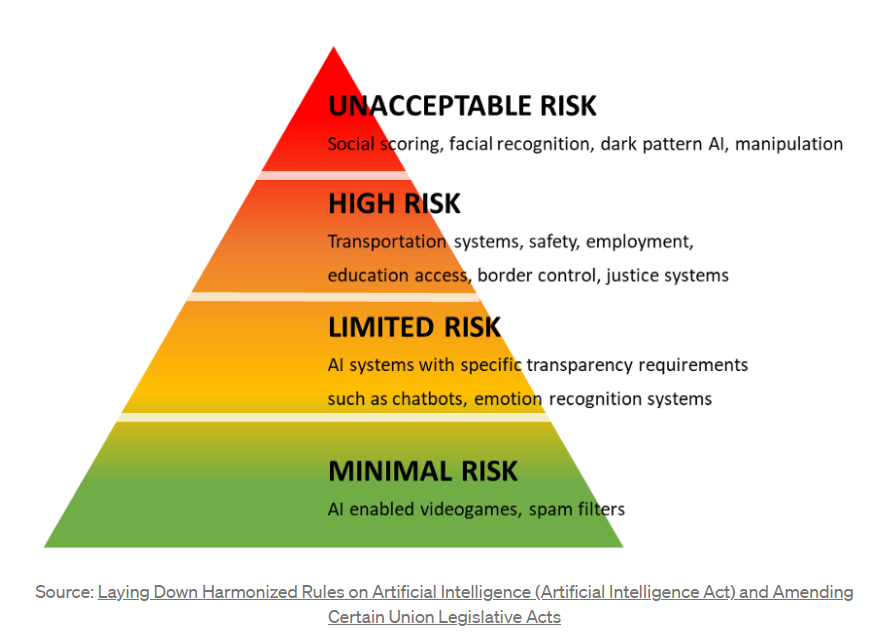 UNACCEPTABLE RISK
Social scoring, facial recognition, dark pattern AI, manipulation
HIGH RISK
Transportation systems, safety, employment,
education access, border control, justice systems
LIMITED RISK
AI systems with specific transparency requirements
such as chatbots, emotion recognition systems
MINIMAL RISK
AI enabled videogames, spam filters
Source: Laying Down Harmonized Rules on Artificial Intelligence (Artificial Intelligence Act) and Amending
Certain Union Legislative Acts